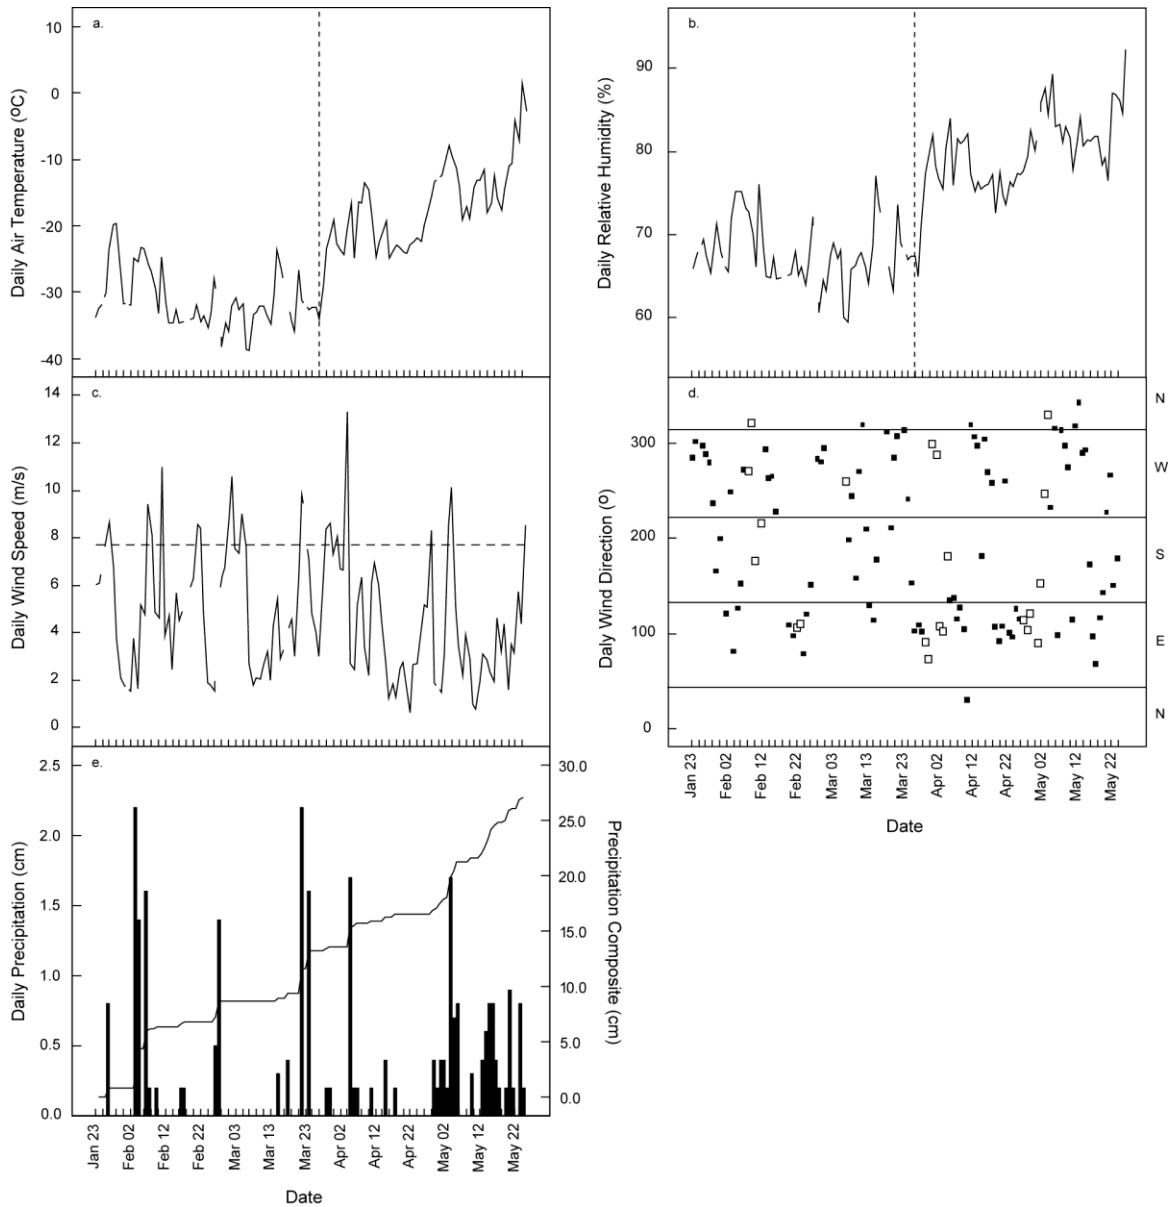 a.
Daily Air Temperature (ºC)
10
0
-10
-20
-30
-40
b.
Daily Relative Humidity (%)
90
80
70
60
c.
Daily Wind Speed (m/s)
14
12
10
8
6
4
2
0
d.
Daly Wind Direction (o)
300
200
100
0
N
W
S
E
N
Jan 23
Feb 02
Feb 12
Feb 22
Mar 03
Mar 13
Mar 23
Apr 02
Apr 12
Apr 22
May 02
May 12
May 22
Date
e.
Daily Precipitation (cm)
2.5
2.0
1.5
1.0
0.5
0.0
30.0
25.0
20.0
15.0
10.0
5.0
0.0
Precipitation Composite (cm)
Jan 23
Feb 02
Feb 12
Feb 22
Mar 03
Mar 13
Mar 23
Apr 02
Apr 12
Apr 22
May 02
May 12
May 22
Date